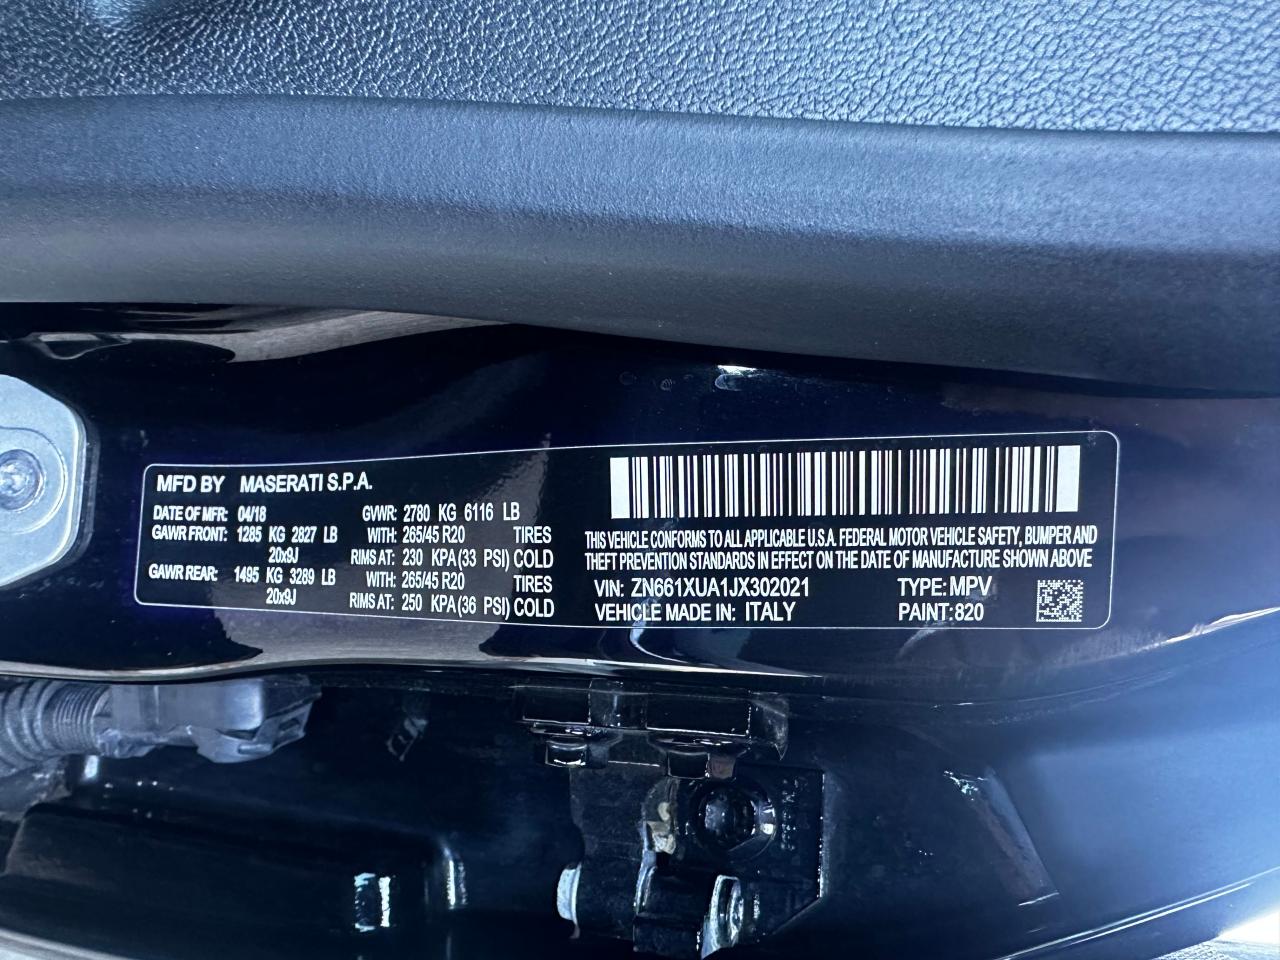 MFD BY MASERATI S.P.A.
DATE OF MFR: 04/18 GVWR: 2780 KG 6116 LB
GAWR FRONT: 1285 KG 2827 LB WITH: 265/45 R20 TIRES
20x9J RIMS AT: 230 KPA(33 PSI) COLD
GAWR REAR: 1495 KG 3289 LB WITH: 265/45 R20 TIRES
20x9J RIMS AT: 250 KPA(36 PSI) COLD
THIS VEHICLE CONFORMS TO ALL APPLICABLE U.S.A. FEDERAL MOTOR VEHICLE SAFETY, BUMPER AND
THEFT PREVENTION STANDARDS IN EFFECT ON THE DATE OF MANUFACTURE SHOWN ABOVE
VIN: ZN661XUA1JX302021 TYPE: MPV
VEHICLE MADE IN: ITALY PAINT: 820